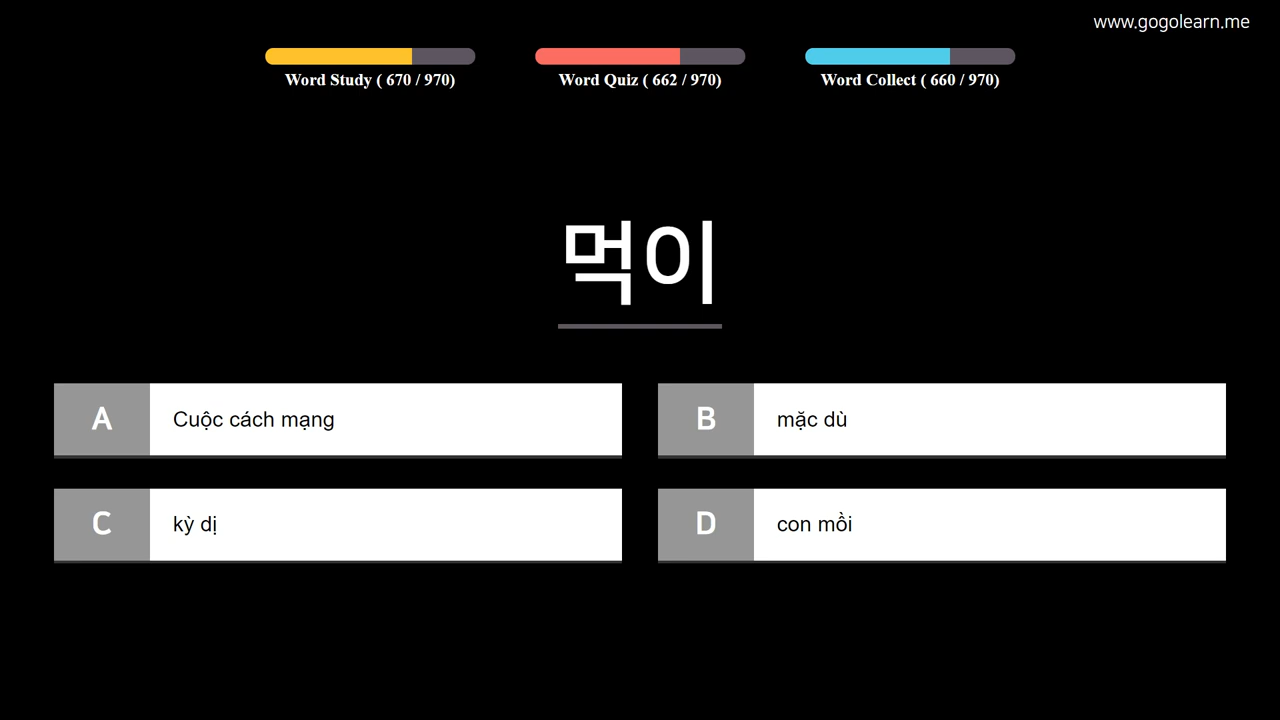 www.gogolearn.me
Word Study ( 670 / 970)
Word Quiz ( 662 / 970)
Word Collect ( 660 / 970)
먹이
A Cuộc cách mạng
B mặc dù
C kỳ dị
D con mồi